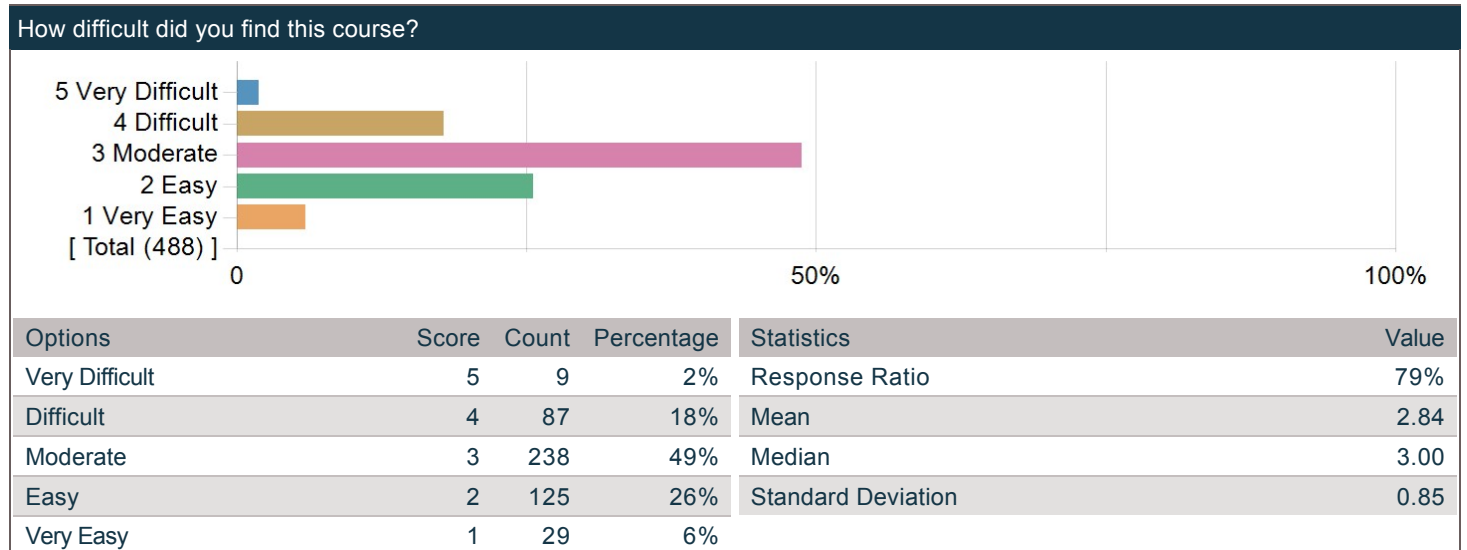 How difficult did you find this course?
5 Very Difficult
4 Difficult
3 Moderate
2 Easy
1 Very Easy
[ Total (488) ]
0 50% 100%
Options Score Count Percentage
Very Difficult 5 9 2%
Difficult 4 87 18%
Moderate 3 238 49%
Easy 2 125 26%
Very Easy 1 29 6%
Statistics Value
Response Ratio 79%
Mean 2.84
Median 3.00
Standard Deviation 0.85